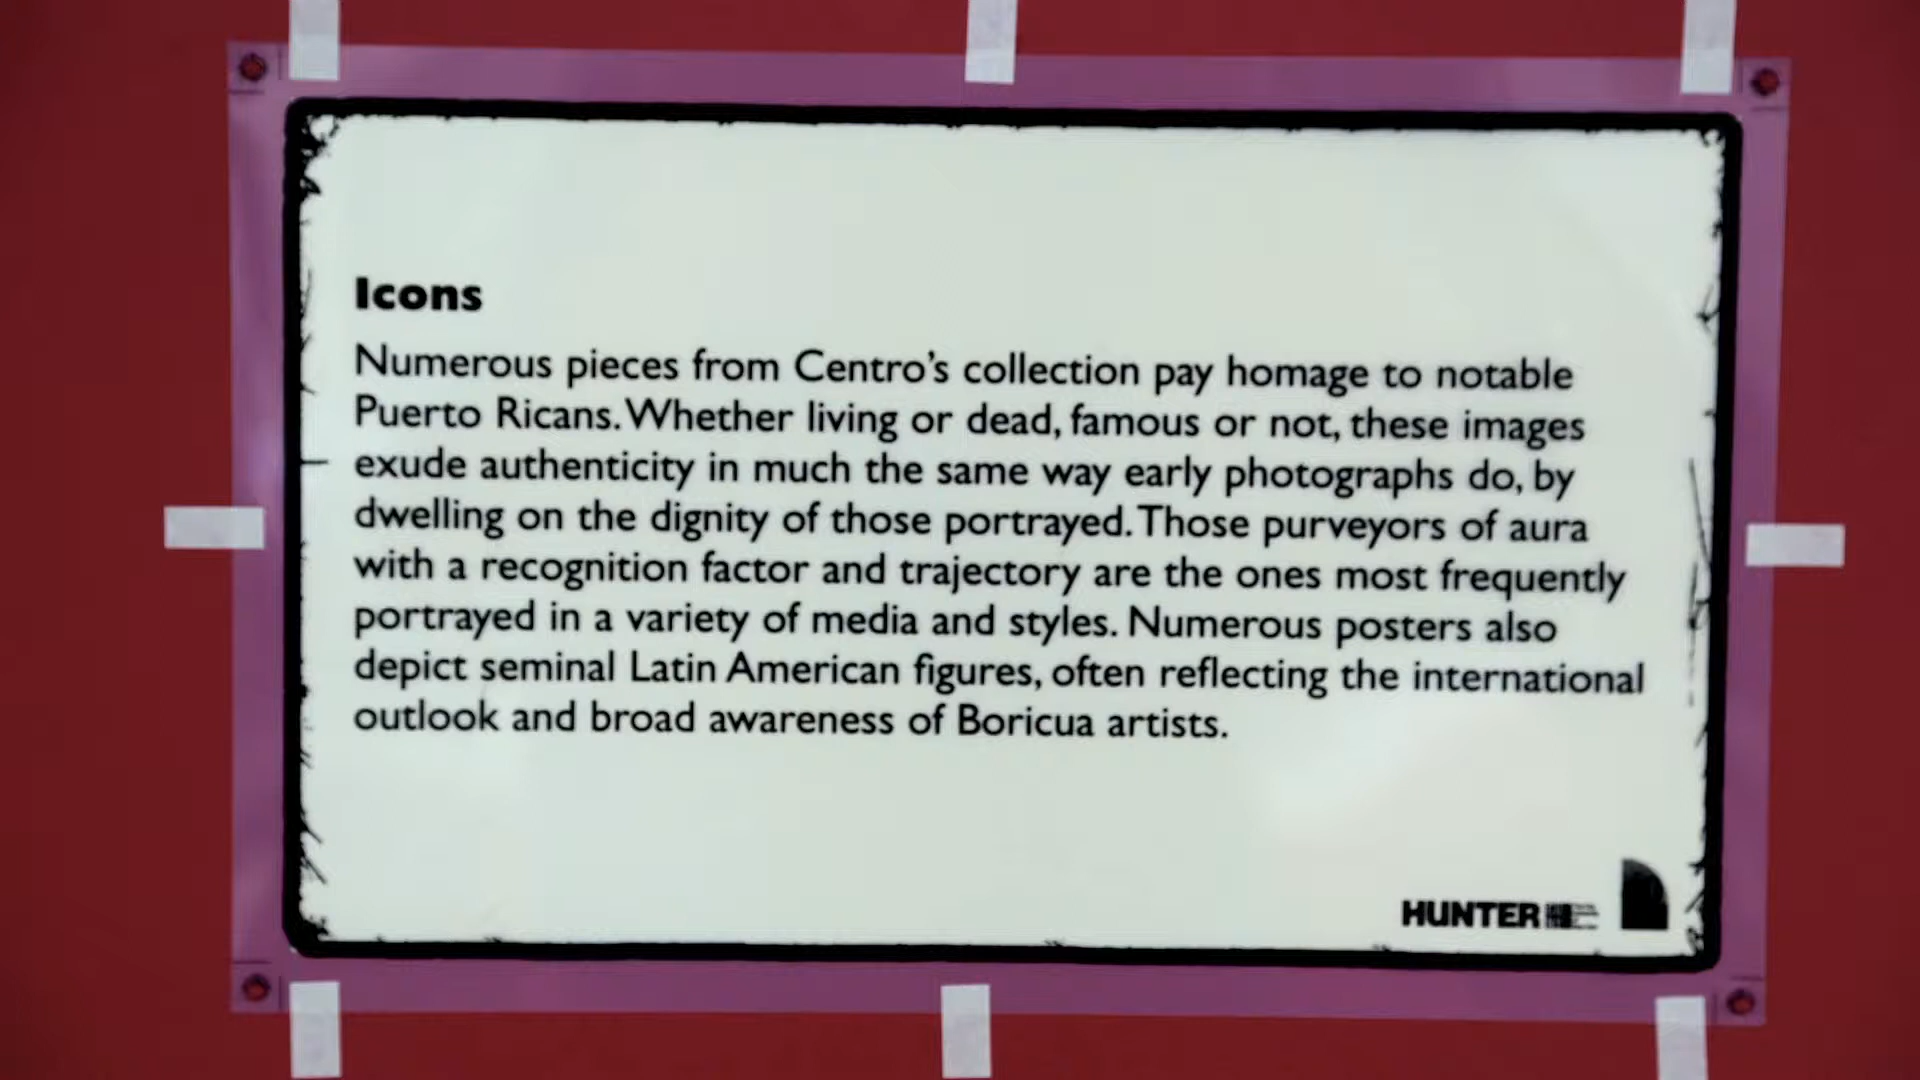 Icons
Numerous pieces from Centro's collection pay homage to notable
Puerto Ricans. Whether living or dead, famous or not, these images
exude authenticity in much the same way early photographs do, by
dwelling on the dignity of those portrayed. Those purveyors of aura
with a recognition factor and trajectory are the ones most frequently
portrayed in a variety of media and styles. Numerous posters also
depict seminal Latin American figures, often reflecting the international
outlook and broad awareness of Boricua artists.
HUNTER